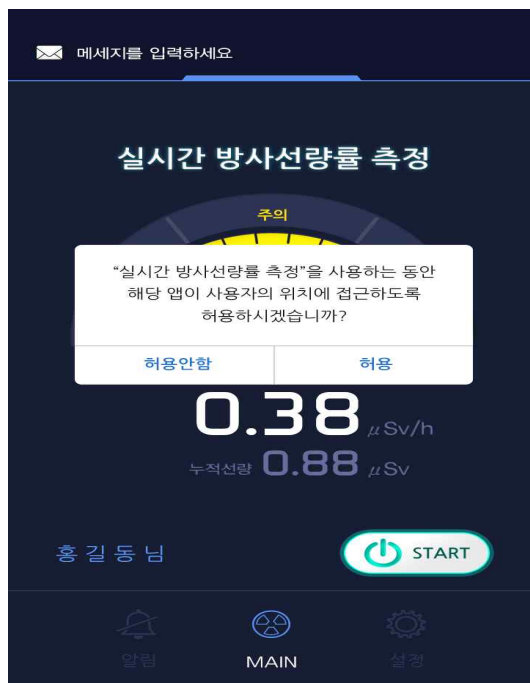 메세지를 입력하세요
실시간 방사선량률 측정
주의
“실시간 방사선량률 측정”을 사용하는 동안
해당 앱이 사용자의 위치에 접근하도록
허용하시겠습니까?
허용안함 허용
0.38 μSv/h
누적선량 0.88 μSv
홍길동님 START
알림 MAIN 설정